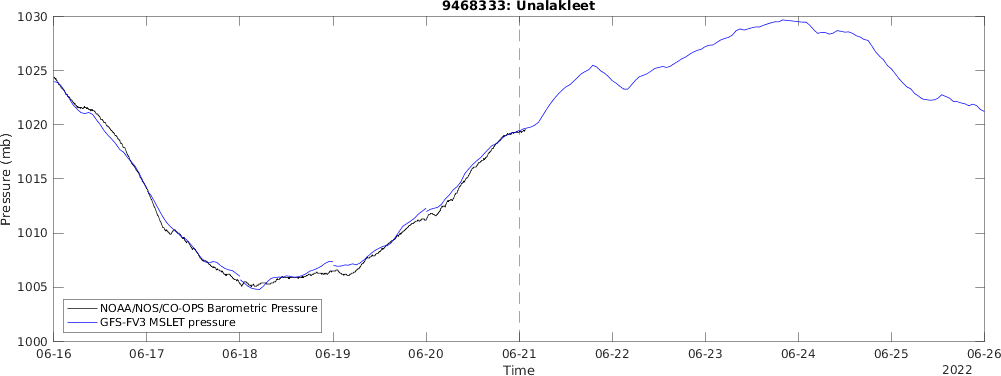 9468333: Unalakleet
1030
1025
1020
1015
1010
1005
1000
Pressure (mb)
NOAA/NOS/CO-OPS Barometric Pressure
GFS-FV3 MSLET pressure
06-16 06-17 06-18 06-19 06-20 06-21 06-22 06-23 06-24 06-25 06-26
Time
2022